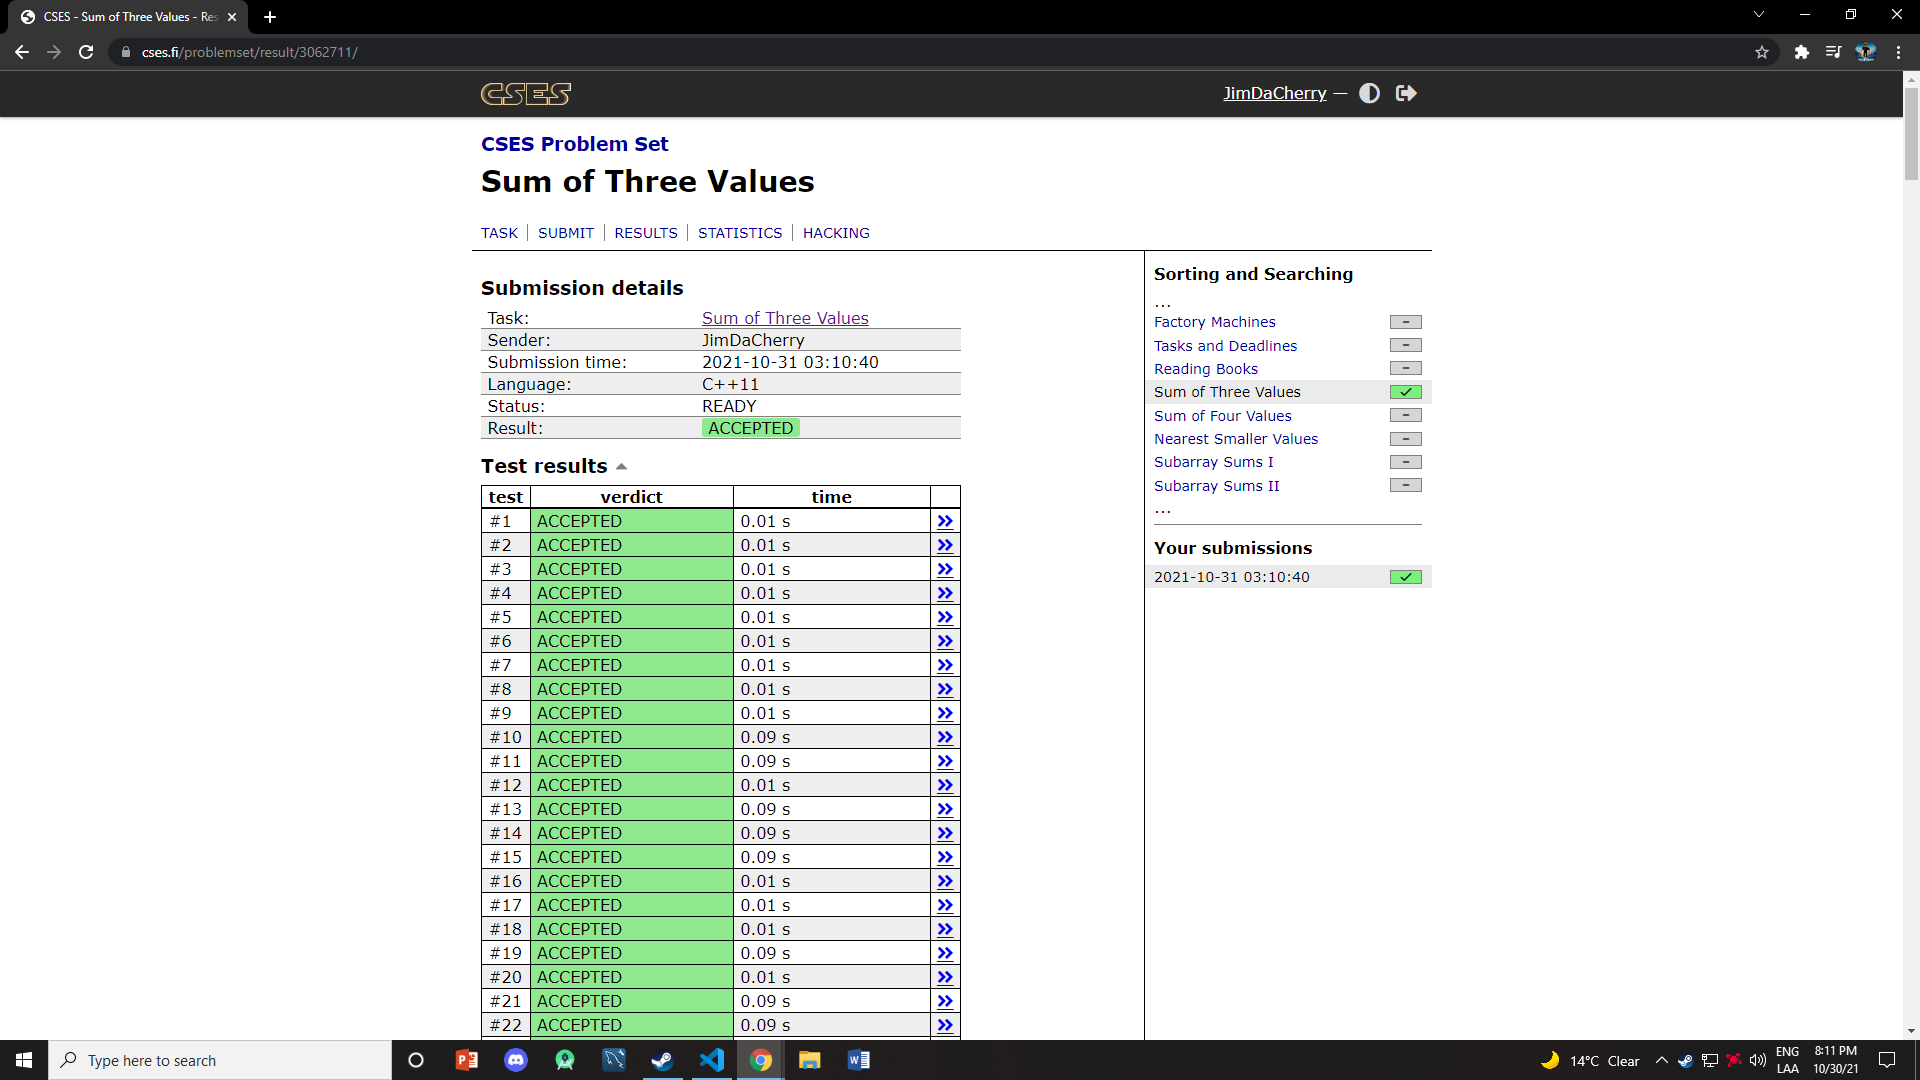 CSES - Sum of Three Values - Res
cses.fi/problemset/result/3062711/
CSES
JimDaCherry —
CSES Problem Set
Sum of Three Values
TASK | SUBMIT | RESULTS | STATISTICS | HACKING
Submission details
Task: Sum of Three Values
Sender: JimDaCherry
Submission time: 2021-10-31 03:10:40
Language: C++11
Status: READY
Result: ACCEPTED
Test results
test verdict time
#1 ACCEPTED 0.01 s »
#2 ACCEPTED 0.01 s »
#3 ACCEPTED 0.01 s »
#4 ACCEPTED 0.01 s »
#5 ACCEPTED 0.01 s »
#6 ACCEPTED 0.01 s »
#7 ACCEPTED 0.01 s »
#8 ACCEPTED 0.01 s »
#9 ACCEPTED 0.01 s »
#10 ACCEPTED 0.09 s »
#11 ACCEPTED 0.09 s »
#12 ACCEPTED 0.01 s »
#13 ACCEPTED 0.09 s »
#14 ACCEPTED 0.09 s »
#15 ACCEPTED 0.09 s »
#16 ACCEPTED 0.01 s »
#17 ACCEPTED 0.01 s »
#18 ACCEPTED 0.01 s »
#19 ACCEPTED 0.09 s »
#20 ACCEPTED 0.01 s »
#21 ACCEPTED 0.09 s »
#22 ACCEPTED 0.09 s »
Sorting and Searching
...
Factory Machines –
Tasks and Deadlines –
Reading Books –
Sum of Three Values ✓
Sum of Four Values –
Nearest Smaller Values –
Subarray Sums I –
Subarray Sums II –
...
Your submissions
2021-10-31 03:10:40 ✓
Type here to search
14°C Clear
ENG
LAA
8:11 PM
10/30/21